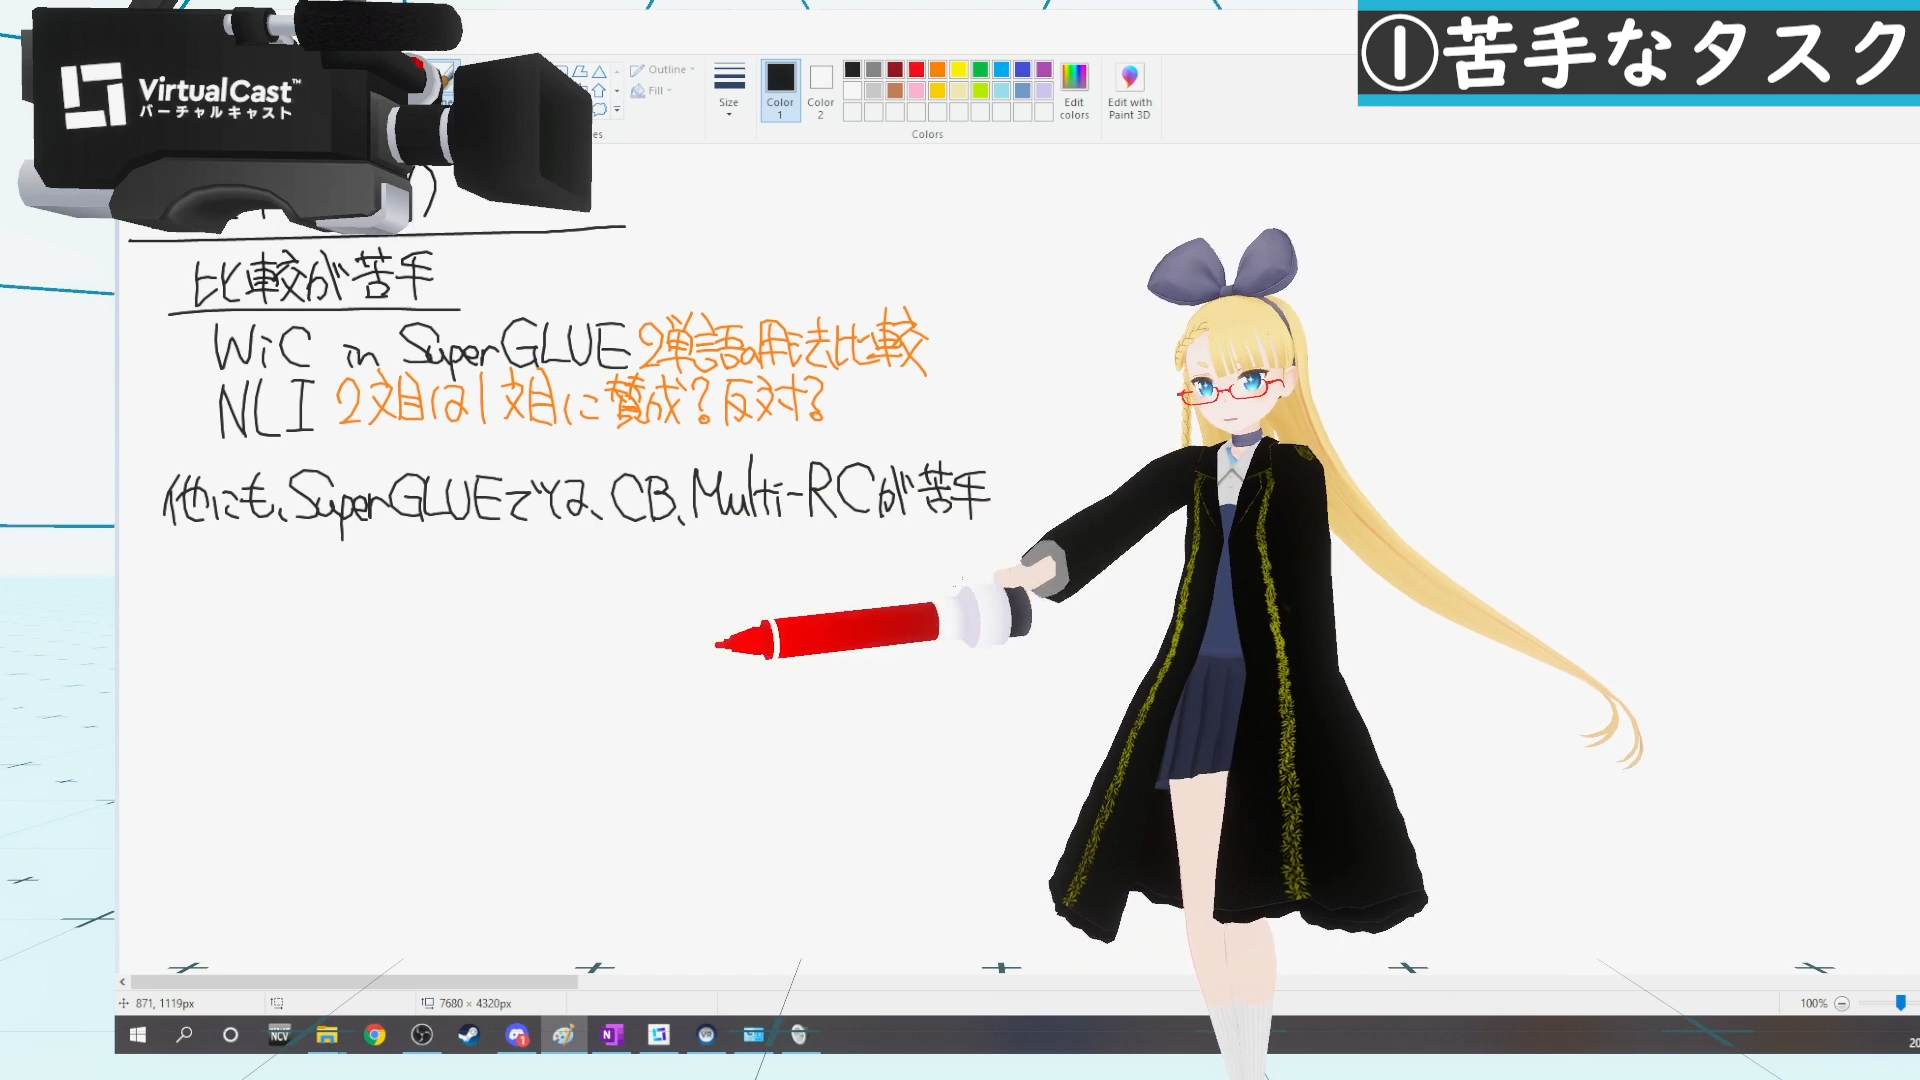 ①苦手なタスク
VirtualCast™
バーチャルキャスト
Outline
Fill
Size
Color
1
Color
2
Edit
colors
Edit with
Paint 3D
Colors
比較が苦手
WiC in SuperGLUE 2単語の用法比較
NLI 2文目は1文目に賛成?反対?
他にも、SuperGLUEでは、CB、Multi-RCが苦手
871, 1119px
7680 × 4320px
100%
NCV